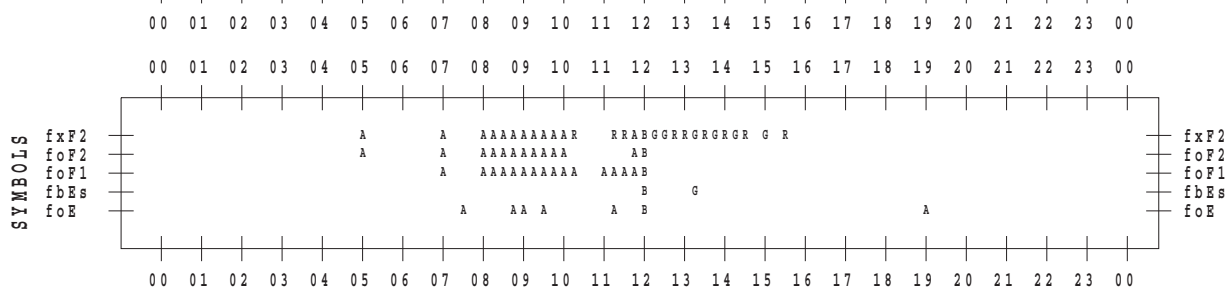 00 01 02 03 04 05 06 07 08 09 10 11 12 13 14 15 16 17 18 19 20 21 22 23 00
00 01 02 03 04 05 06 07 08 09 10 11 12 13 14 15 16 17 18 19 20 21 22 23 00
SYMBOLS
fxF2 A A AAAAAAAAAR RRABGGRRGRGRGR G R fxF2
foF2 A A AAAAAAAAA AB foF2
foF1 A AAAAAAAAAA AAAAB foF1
fbEs B G fbEs
foE A AA A A B A foE
00 01 02 03 04 05 06 07 08 09 10 11 12 13 14 15 16 17 18 19 20 21 22 23 00